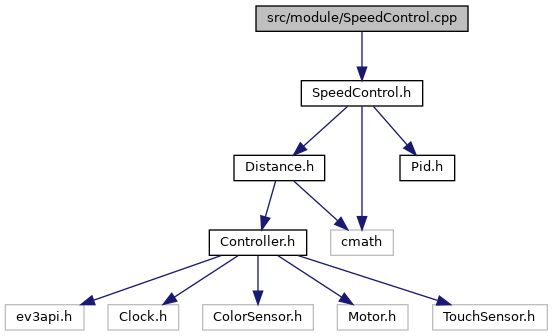 src/module/SpeedControl.cpp
SpeedControl.h
Distance.h
Pid.h
Controller.h
cmath
ev3api.h
Clock.h
ColorSensor.h
Motor.h
TouchSensor.h